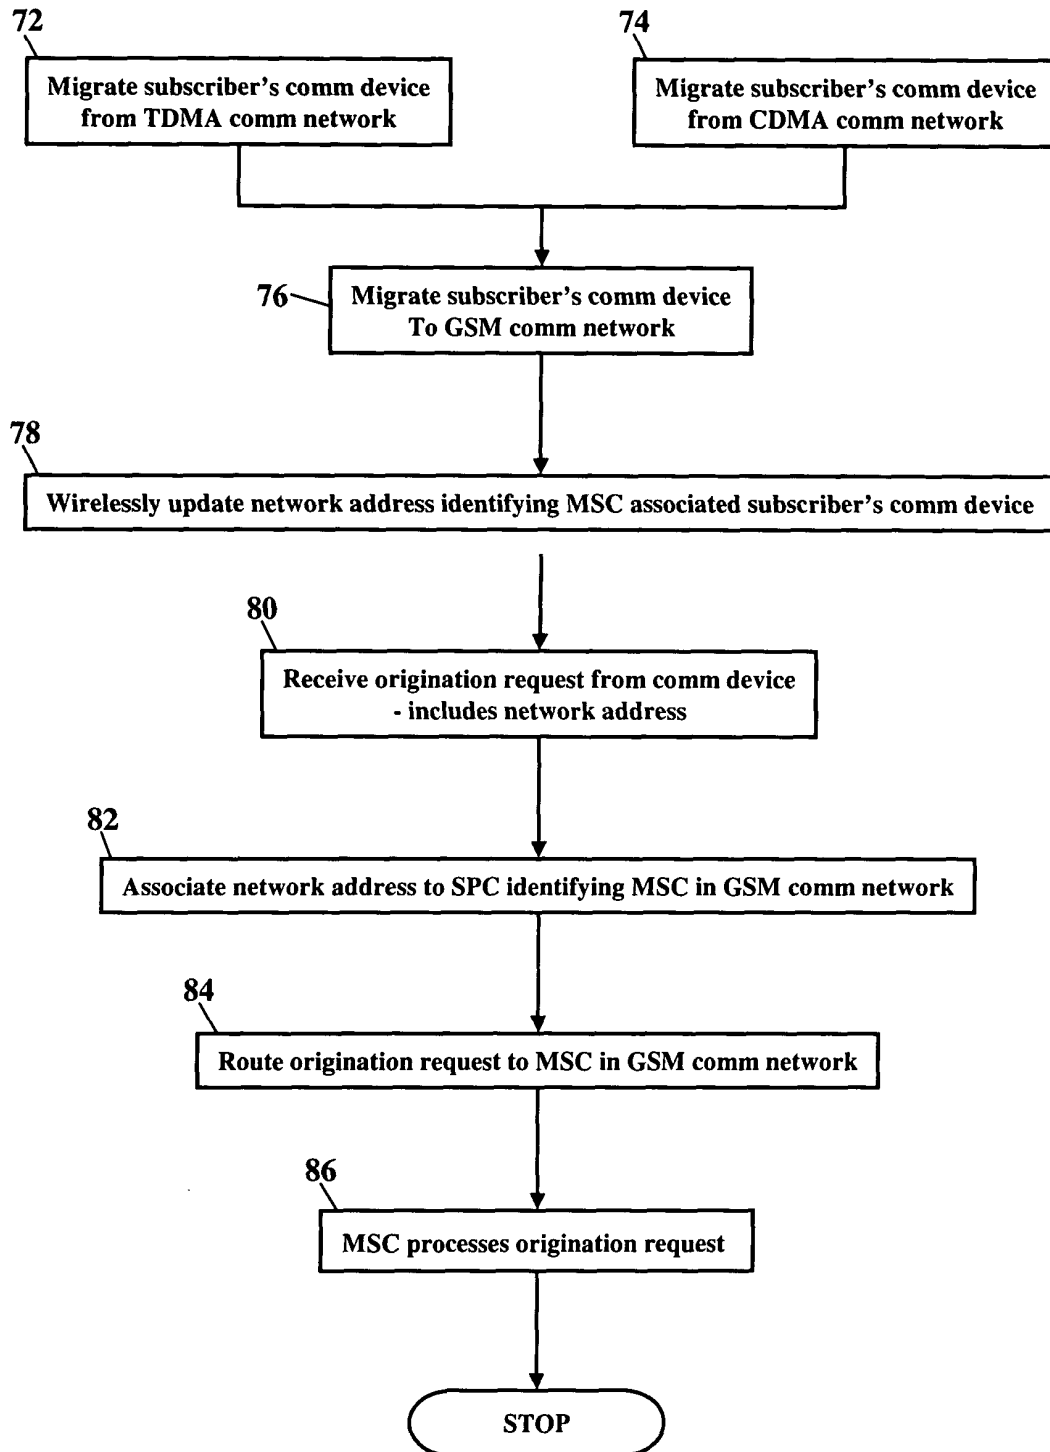 72
Migrate subscriber's comm device
from TDMA comm network
74
Migrate subscriber's comm device
from CDMA comm network
76
Migrate subscriber's comm device
To GSM comm network
78
Wirelessly update network address identifying MSC associated subscriber's comm device
80
Receive origination request from comm device
- includes network address
82
Associate network address to SPC identifying MSC in GSM comm network
84
Route origination request to MSC in GSM comm network
86
MSC processes origination request
STOP